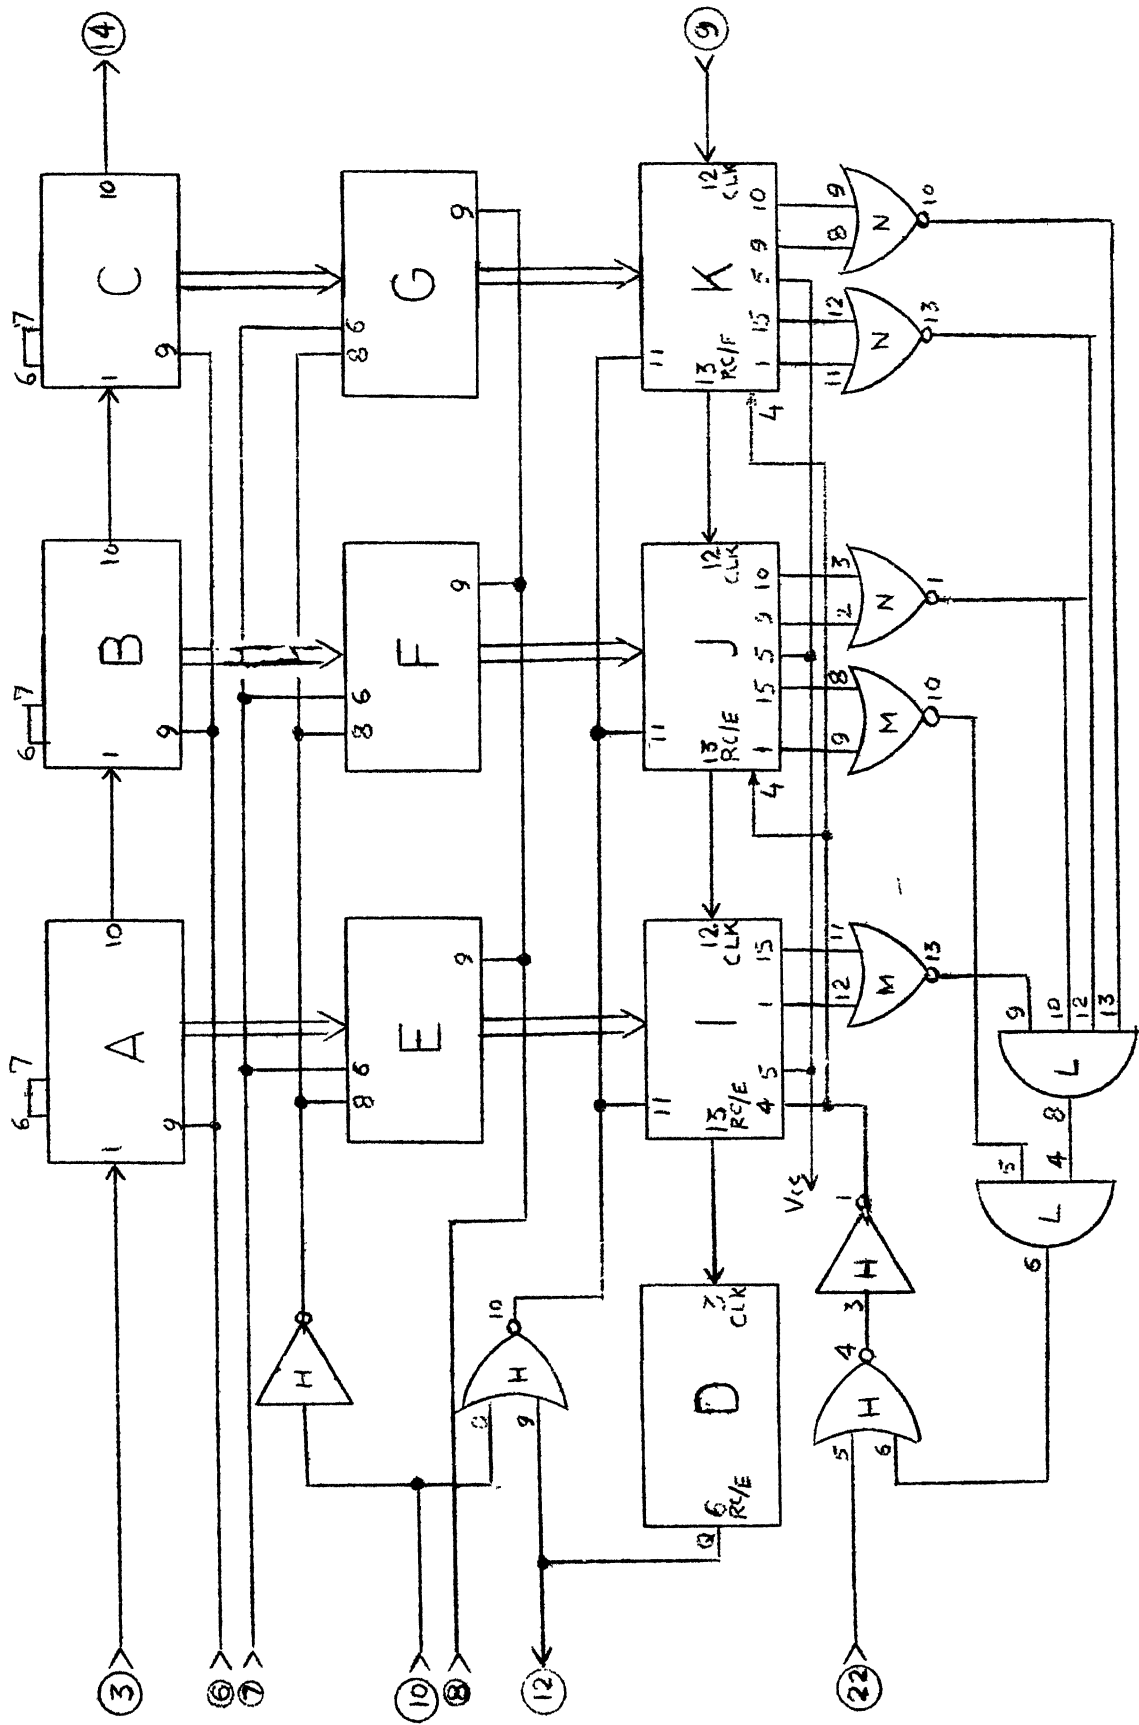 6 7 6 7 6 7
3 1 A 10 1 B 10 1 C 10 14
9 9 9
6
7
H
8 6 8 6 8 6
E F G
9 9 9
10
8
8 H 10
9
12
11 11 11
Q 6 D 7 13 I 12 13 J 12 13 K 12
RC/E CLK RC/E CLK RC/E CLK RC/F CLK
4 5 1 15 4 1 15 5 9 10 4 1 15 5 9 10
Vcc
22 5 H 4 3 H 1
6
12 M 11 9 M 8 2 N 3 11 N 12 8 N 9
13 10 1 13 10
5 9
6 L 4 8 L 10
12
13